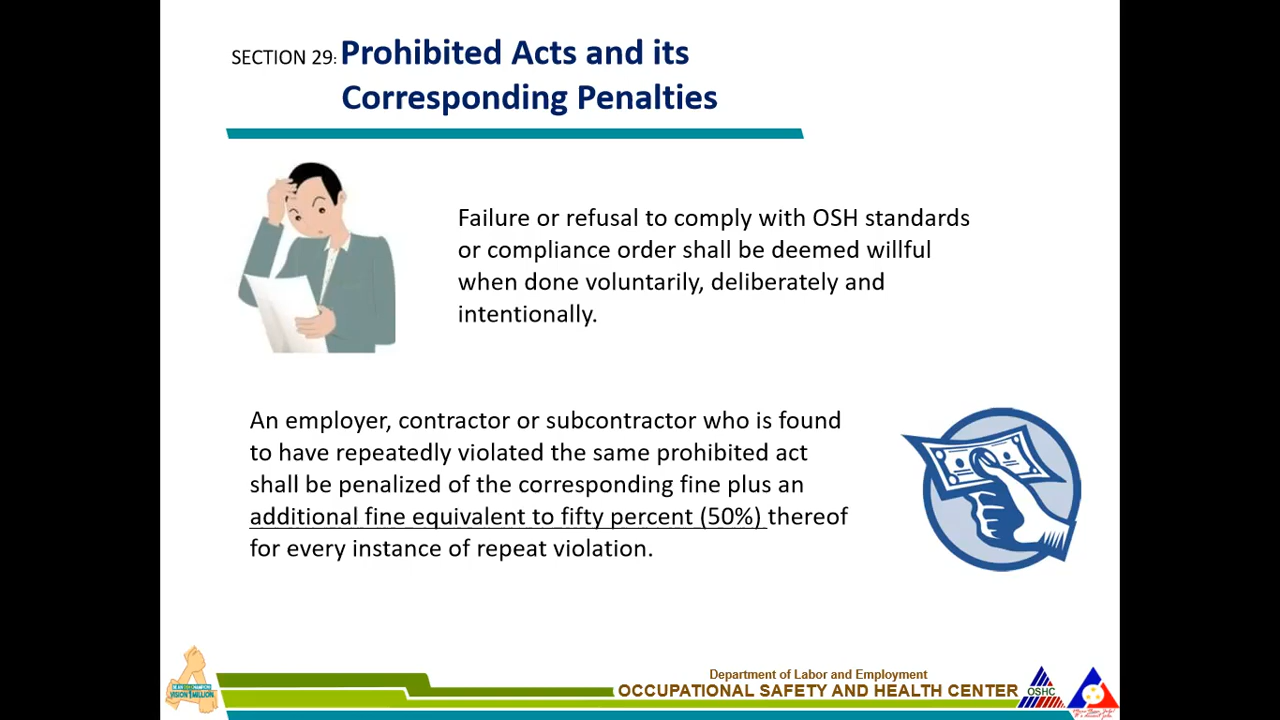 SECTION 29: Prohibited Acts and its
Corresponding Penalties
Failure or refusal to comply with OSH standards
or compliance order shall be deemed willful
when done voluntarily, deliberately and
intentionally.
An employer, contractor or subcontractor who is found
to have repeatedly violated the same prohibited act
shall be penalized of the corresponding fine plus an
additional fine equivalent to fifty percent (50%) thereof
for every instance of repeat violation.
VISION 1 MILLION
Department of Labor and Employment
OCCUPATIONAL SAFETY AND HEALTH CENTER
OSHC